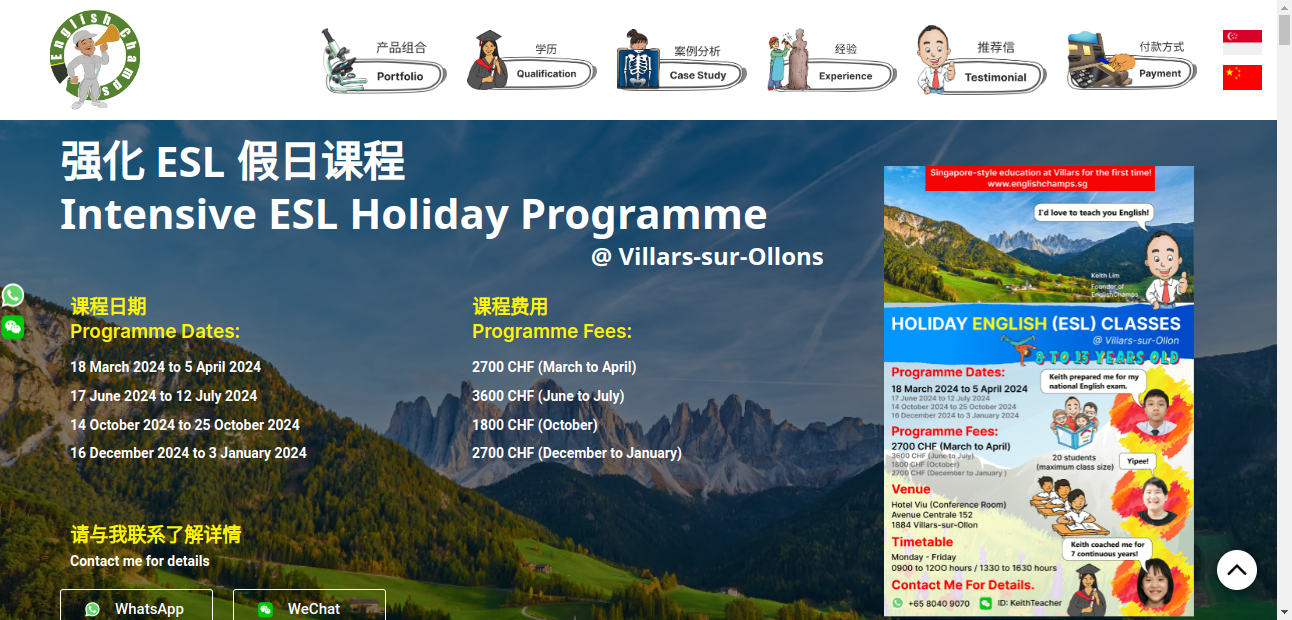 English Champs
产品组合
Portfolio
学历
Qualification
案例分析
Case Study
经验
Experience
推荐信
Testimonial
付款方式
Payment
强化 ESL 假日课程
Intensive ESL Holiday Programme
@ Villars-sur-Ollons
课程日期
Programme Dates:
18 March 2024 to 5 April 2024
17 June 2024 to 12 July 2024
14 October 2024 to 25 October 2024
16 December 2024 to 3 January 2024
课程费用
Programme Fees:
2700 CHF (March to April)
3600 CHF (June to July)
1800 CHF (October)
2700 CHF (December to January)
请与我联系了解详情
Contact me for details
WhatsApp
WeChat
Singapore-style education at Villars for the first time!
www.englishchamps.sg
I'd love to teach you English!
Keith Lim
Founder of
EnglishChamps
HOLIDAY ENGLISH (ESL) CLASSES
@ Villars-sur-Ollon
8 TO 13 YEARS OLD
Programme Dates:
18 March 2024 to 5 April 2024
17 June 2024 to 12 July 2024
14 October 2024 to 25 October 2024
16 December 2024 to 3 January 2024
Keith prepared me for my
national English exam.
Programme Fees:
2700 CHF (March to April)
3600 CHF (June to July)
1800 CHF (October)
2700 CHF (December to January )
20 students
(maximum class size)
Yipee!
Venue
Hotel Viu (Conference Room)
Avenue Centrale 152
1884 Villars-sur-Ollon
Timetable
Monday - Friday
0900 to 1200 hours / 1330 to 1630 hours
Keith coached me for
7 continuous years!
Contact Me For Details.
+65 8040 9070
ID: KeithTeacher